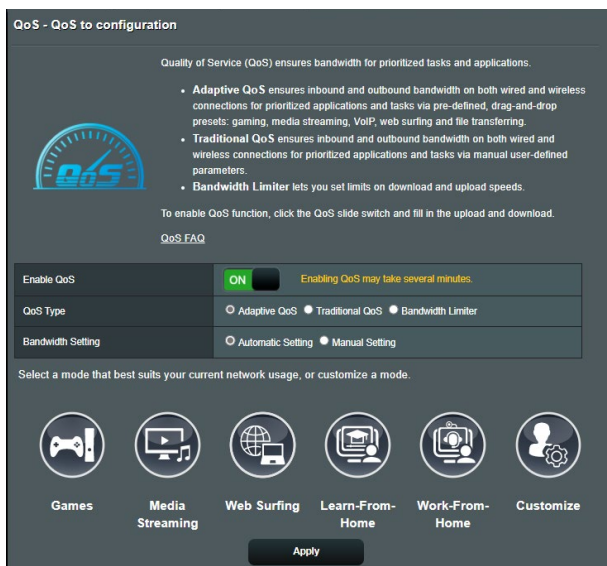 QoS - QoS to configuration
Quality of Service (QoS) ensures bandwidth for prioritized tasks and applications.
• Adaptive QoS ensures inbound and outbound bandwidth on both wired and wireless
connections for prioritized applications and tasks via pre-defined, drag-and-drop
presets: gaming, media streaming, VoIP, web surfing and file transferring.
• Traditional QoS ensures inbound and outbound bandwidth on both wired and
wireless connections for prioritized applications and tasks via manual user-defined
parameters.
• Bandwidth Limiter lets you set limits on download and upload speeds.
QoS
To enable QoS function, click the QoS slide switch and fill in the upload and download.
QoS FAQ
Enable QoS ON Enabling QoS may take several minutes.
QoS Type Adaptive QoS Traditional QoS Bandwidth Limiter
Bandwidth Setting Automatic Setting Manual Setting
Select a mode that best suits your current network usage, or customize a mode.
Games Media Web Surfing Learn-From- Work-From- Customize
Streaming Home Home
Apply